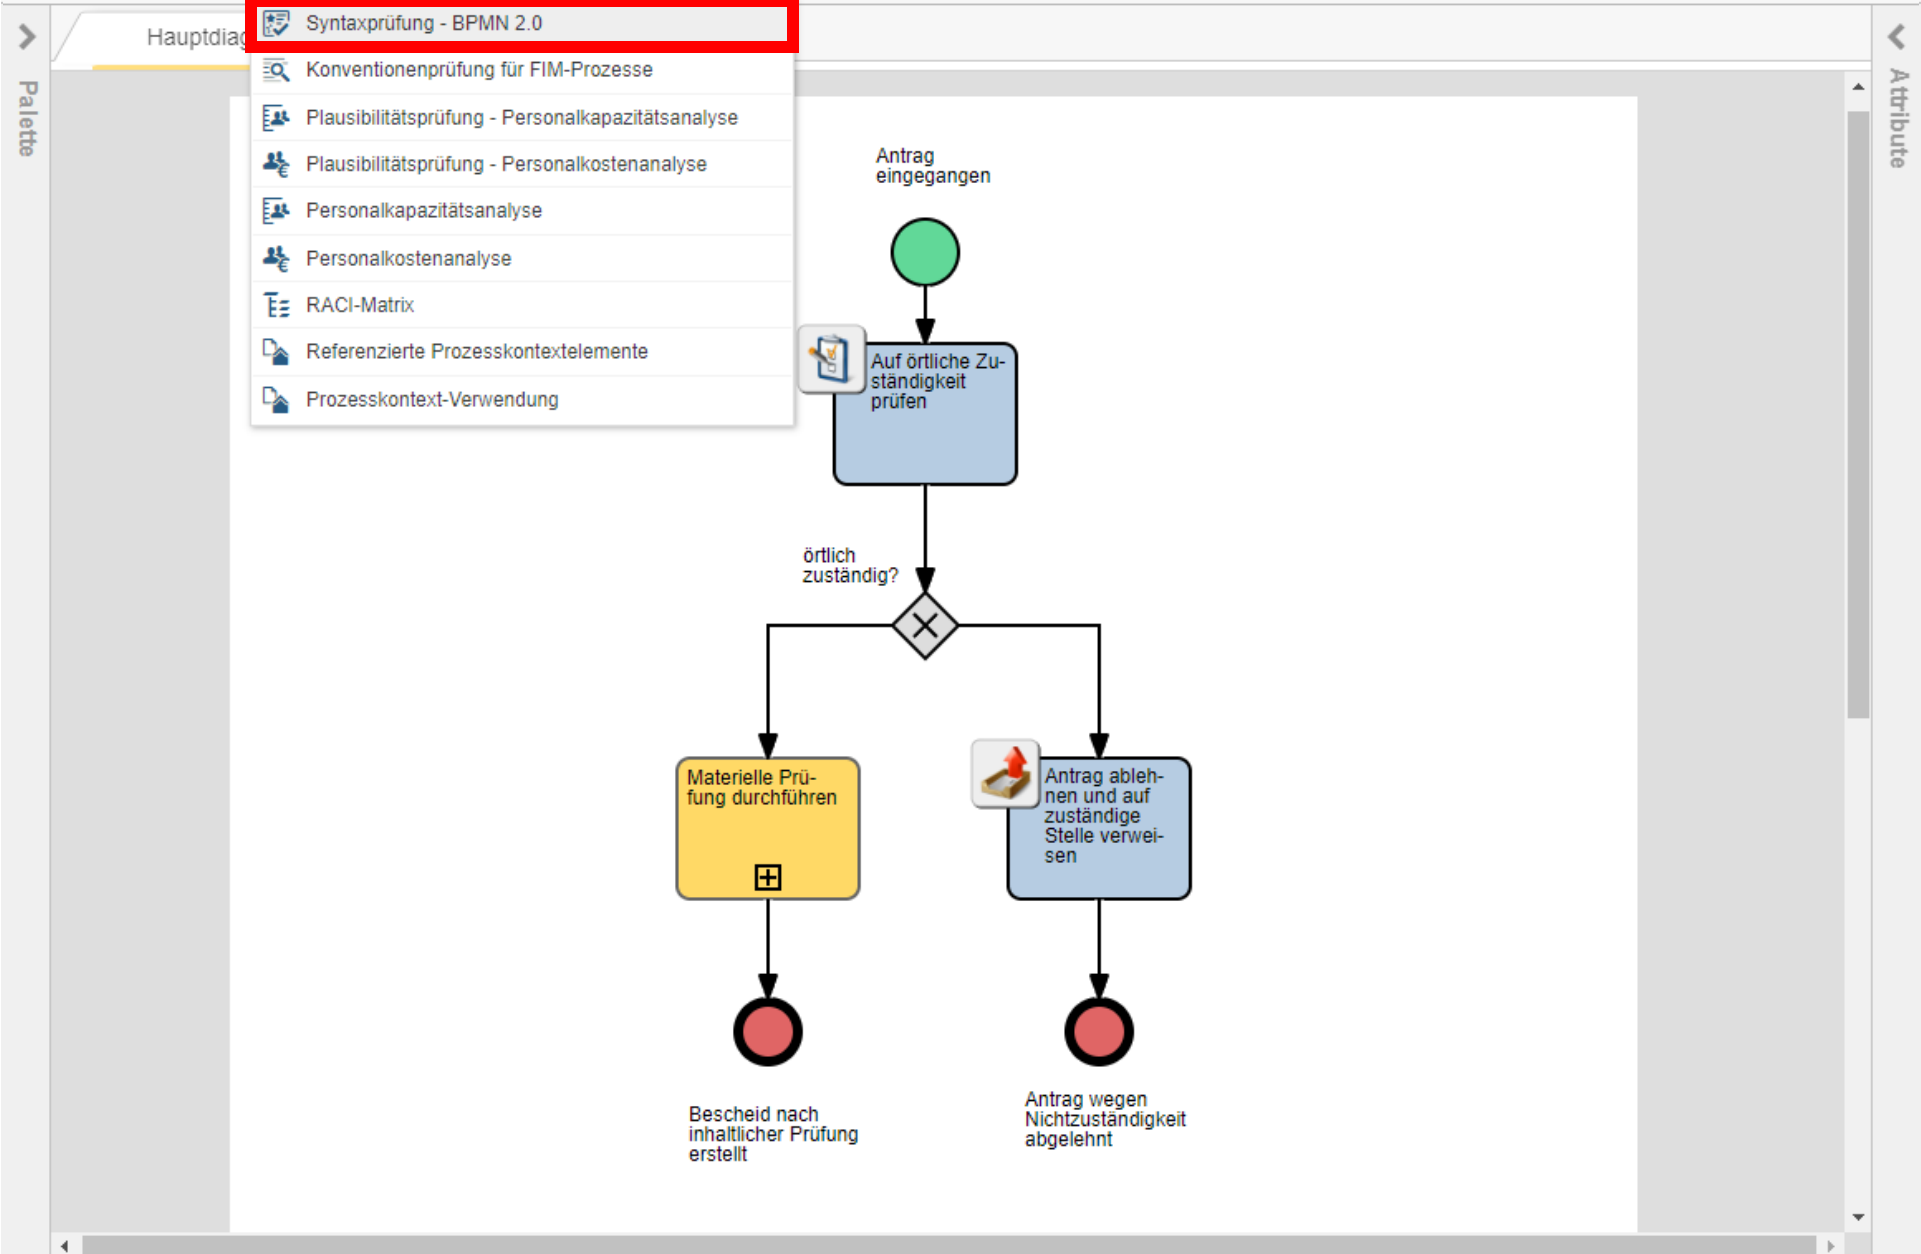 Hauptdiag
Syntaxprüfung - BPMN 2.0
Konventionenprüfung für FIM-Prozesse
Plausibilitätsprüfung - Personalkapazitätsanalyse
Plausibilitätsprüfung - Personalkostenanalyse
Personalkapazitätsanalyse
Personalkostenanalyse
RACI-Matrix
Referenzierte Prozesskontextelemente
Prozesskontext-Verwendung
Palette
Attribute
Antrag
eingegangen
Auf örtliche Zu-
ständigkeit
prüfen
örtlich
zuständig?
Materielle Prü-
fung durchführen
Antrag ableh-
nen und auf
zuständige
Stelle verwei-
sen
Bescheid nach
inhaltlicher Prüfung
erstellt
Antrag wegen
Nichtzuständigkeit
abgelehnt